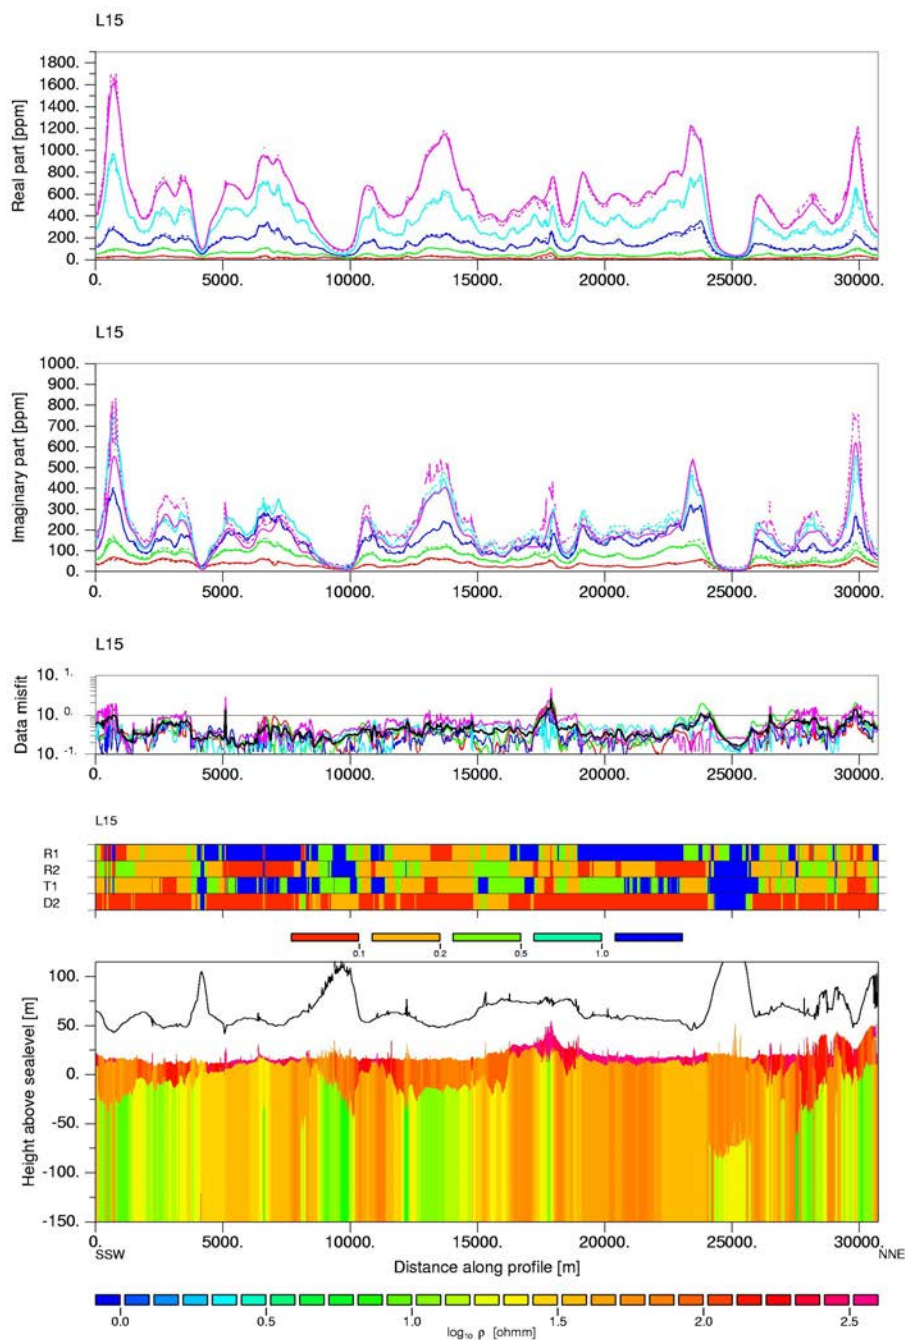 L15
Real part [ppm]
1800.
1600.
1400.
1200.
1000.
800.
600.
400.
200.
0.
0. 5000. 10000. 15000. 20000. 25000. 30000.
L15
Imaginary part [ppm]
1000.
900.
800.
700.
600.
500.
400.
300.
200.
100.
0.
0. 5000. 10000. 15000. 20000. 25000. 30000.
L15
Data misfit
10. 1.
10. 0.
10. -1.
0. 5000. 10000. 15000. 20000. 25000. 30000.
L15
R1
R2
T1
D2
0.1 0.2 0.5 1.0
Height above sealevel [m]
100.
50.
0.
-50.
-100.
-150.
0. 5000. 10000. 15000. 20000. 25000. 30000.
SSW NNE
Distance along profile [m]
0.0 0.5 1.0 1.5 2.0 2.5
log10 ρ [ohmm]